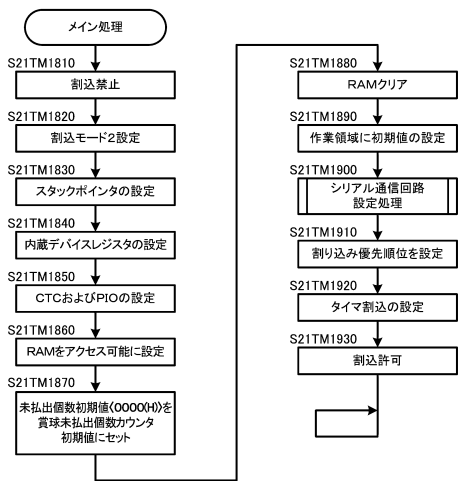 メイン処理
S21TM1810
割込禁止
S21TM1820
割込モード2設定
S21TM1830
スタックポインタの設定
S21TM1840
内蔵デバイスレジスタの設定
S21TM1850
CTCおよびPIOの設定
S21TM1860
RAMをアクセス可能に設定
S21TM1870
未払出個数初期値〈0000(H)〉を
賞球未払出個数カウンタ
初期値にセット
S21TM1880
RAMクリア
S21TM1890
作業領域に初期値の設定
S21TM1900
シリアル通信回路
設定処理
S21TM1910
割り込み優先順位を設定
S21TM1920
タイマ割込の設定
S21TM1930
割込許可